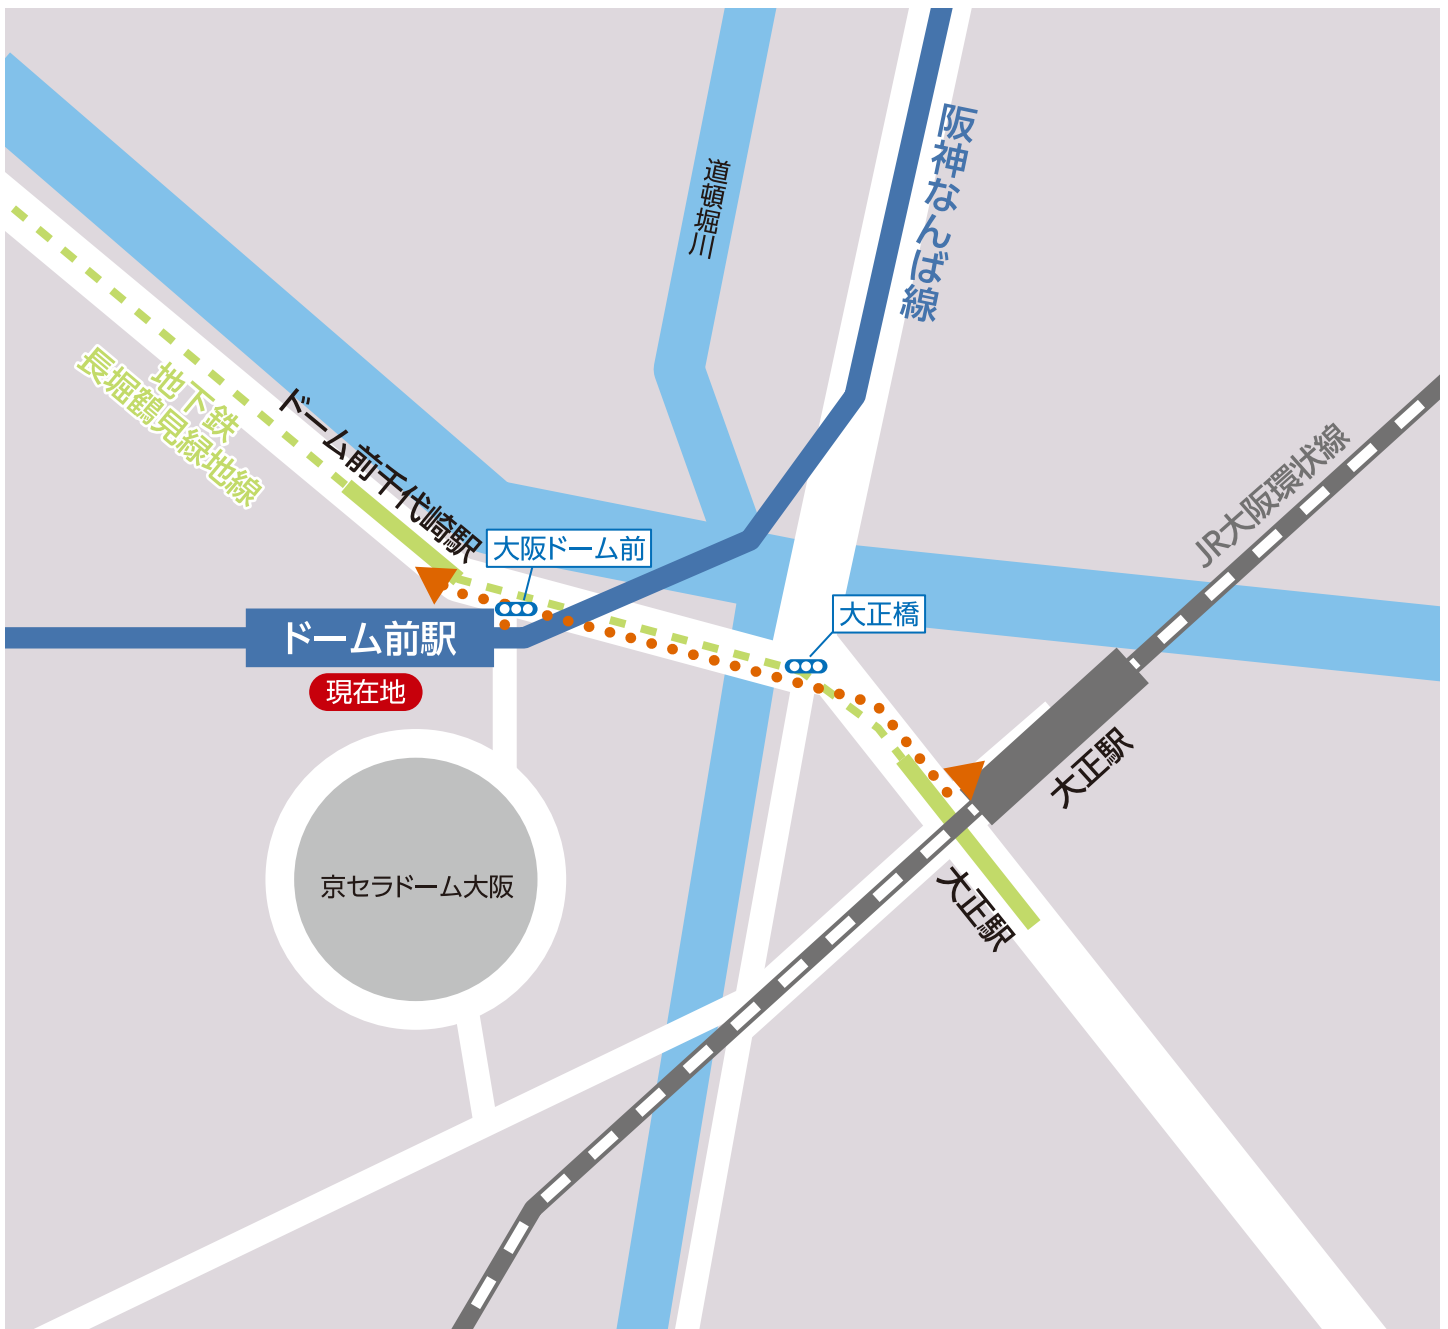 道頓堀川
阪神なんば線
地下鉄
長堀鶴見緑地線
ドーム前千代崎駅
JR大阪環状線
大阪ドーム前
大正橋
ドーム前駅
現在地
大正駅
京セラドーム大阪
大正駅